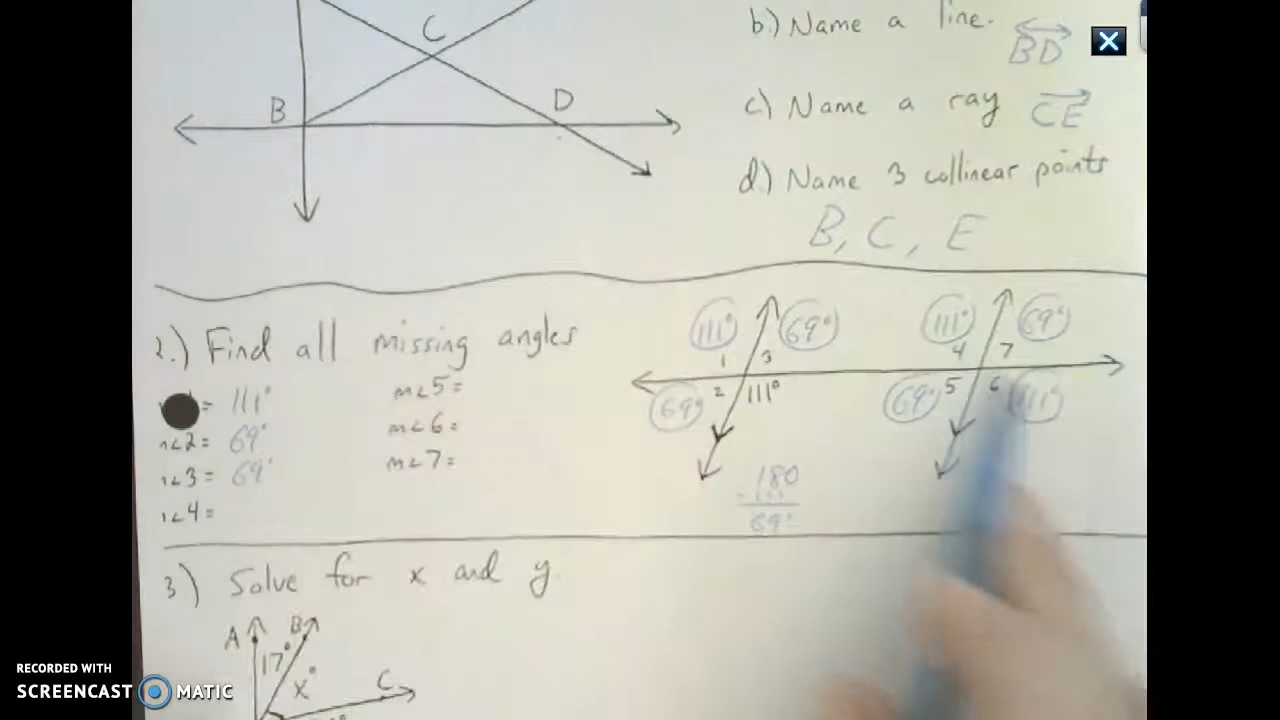 C
B
D
b.) Name a line.
BD
c.) Name a ray CE
d.) Name 3 collinear points
B, C, E
2.) Find all missing angles
= 111°
m∠5=
∠2= 69°
m∠6=
∠3= 69°
m∠7=
∠4=
111° 69°
1 3
69° 2 111°
180
69°
111° 69°
4 7
69° 5 6 111°
3.) Solve for x and y
A B
17°
x°
C
RECORDED WITH
SCREENCAST MATIC